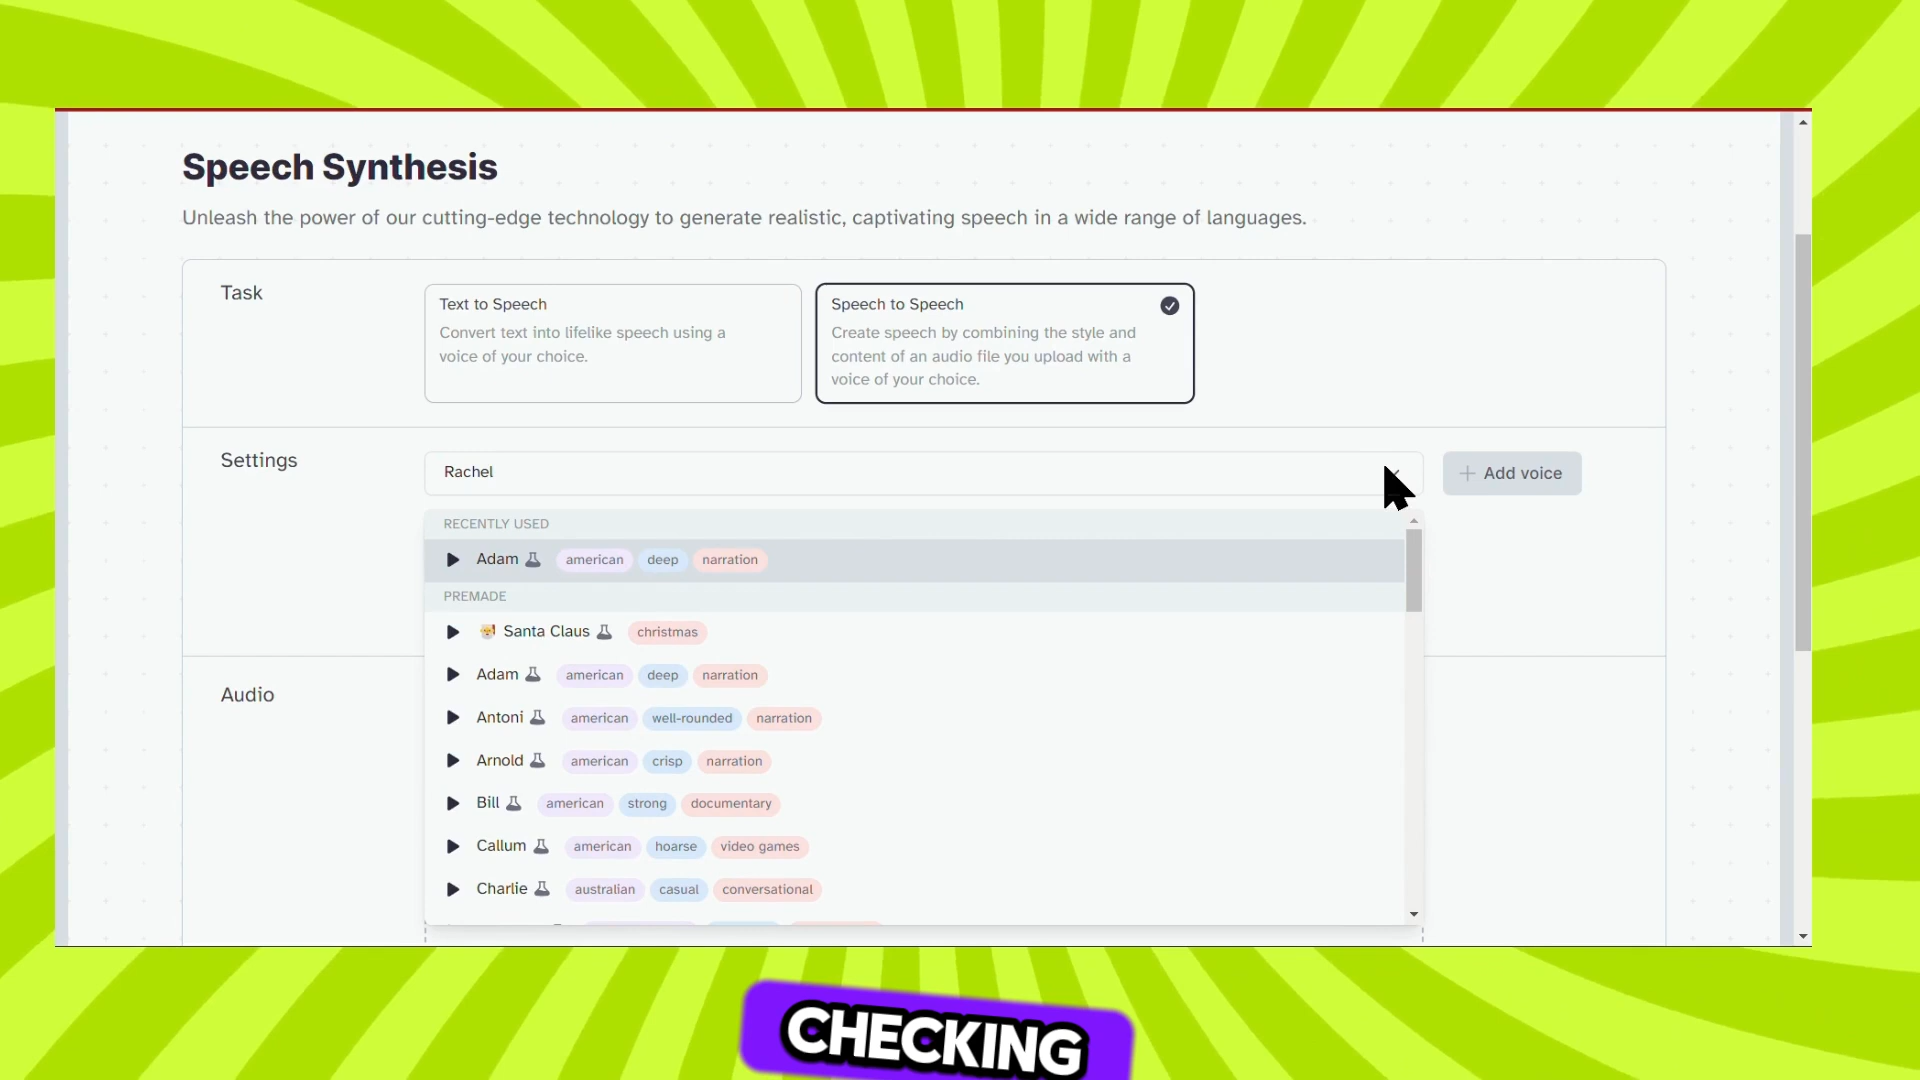 Speech Synthesis
Unleash the power of our cutting-edge technology to generate realistic, captivating speech in a wide range of languages.
Task
Text to Speech
Convert text into lifelike speech using a
voice of your choice.
Speech to Speech
Create speech by combining the style and
content of an audio file you upload with a
voice of your choice.
Settings
Rachel
Add voice
RECENTLY USED
Adam american deep narration
PREMADE
Santa Claus christmas
Adam american deep narration
Antoni american well-rounded narration
Arnold american crisp narration
Bill american strong documentary
Callum american hoarse video games
Charlie australian casual conversational
Audio
CHECKING